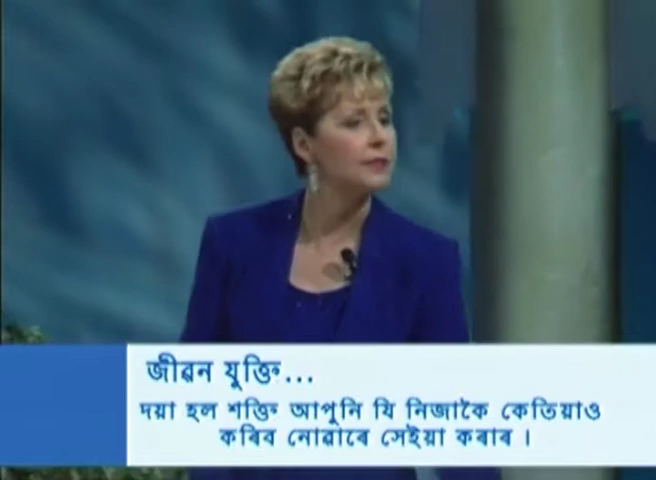 জীৱন যুক্তি...
দয়া হল শক্তি আপুনি যি নিজাকৈ কেতিয়াও
কৰিব নোৱাৰে সেইয়া কৰাৰ ।